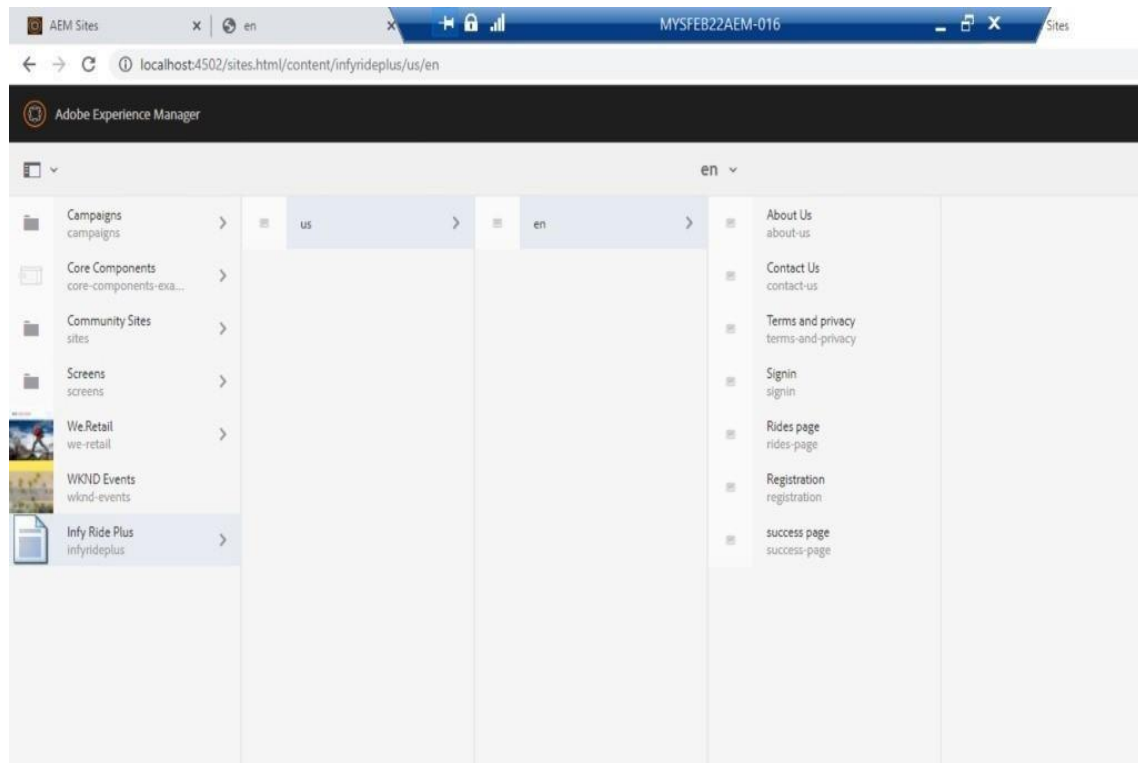 AEM Sites
en
MYSFEB22AEM-016
Sites
localhost:4502/sites.html/content/infyrideplus/us/en
Adobe Experience Manager
en
Campaigns
campaigns
Core Components
core-components-exa...
Community Sites
sites
Screens
screens
We.Retail
we-retail
WKND Events
wknd-events
Infy Ride Plus
infyrideplus
us
en
About Us
about-us
Contact Us
contact-us
Terms and privacy
terms-and-privacy
Signin
signin
Rides page
rides-page
Registration
registration
success page
success-page